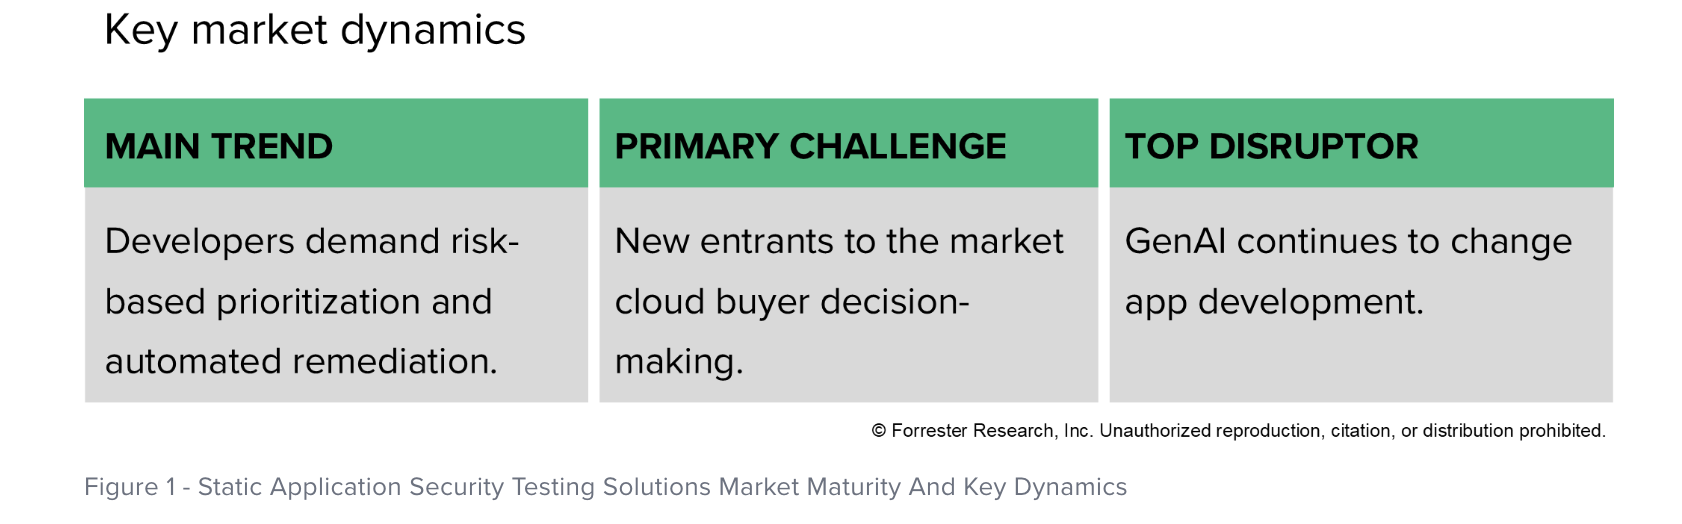 Key market dynamics
MAIN TREND
Developers demand risk-
based prioritization and
automated remediation.
PRIMARY CHALLENGE
New entrants to the market
cloud buyer decision-
making.
TOP DISRUPTOR
GenAI continues to change
app development.
© Forrester Research, Inc. Unauthorized reproduction, citation, or distribution prohibited.
Figure 1 - Static Application Security Testing Solutions Market Maturity And Key Dynamics